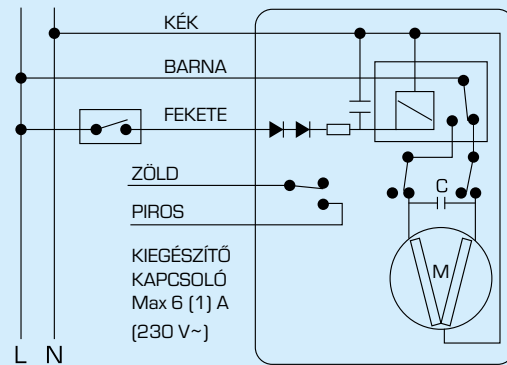 KÉK
BARNA
FEKETE
ZÖLD
PIROS
KIEGÉSZÍTŐ
KAPCSOLÓ
Max 6 (1) A
(230 V~)
C
M
L N